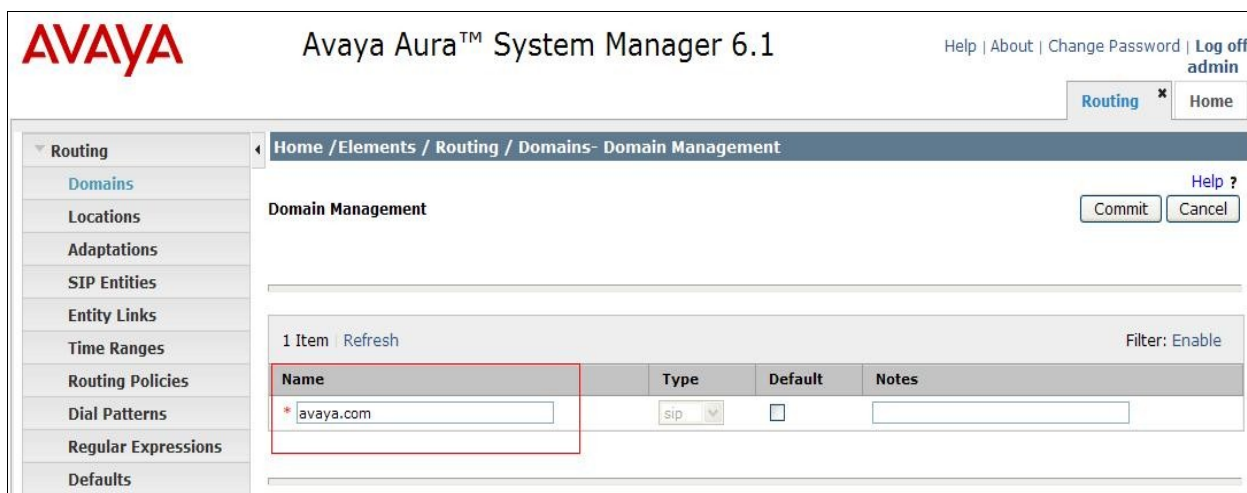 AVAYA
Avaya Aura™ System Manager 6.1
Help | About | Change Password | Log off
admin
Routing × Home
Routing
Domains
Locations
Adaptations
SIP Entities
Entity Links
Time Ranges
Routing Policies
Dial Patterns
Regular Expressions
Defaults
Home /Elements / Routing / Domains- Domain Management
Help ?
Domain Management
Commit Cancel
1 Item | Refresh
Filter: Enable
Name Type Default Notes
* avaya.com sip